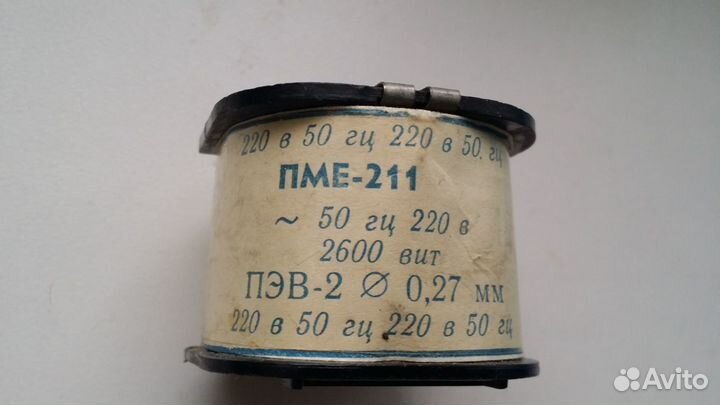 220 в 50 гц 220 в 50. гц
ПМЕ-211
~ 50 гц 220 в
2600 вит
ПЭВ-2 ⌀ 0,27 мм
220 в 50 гц 220 в 50 гц
Avito